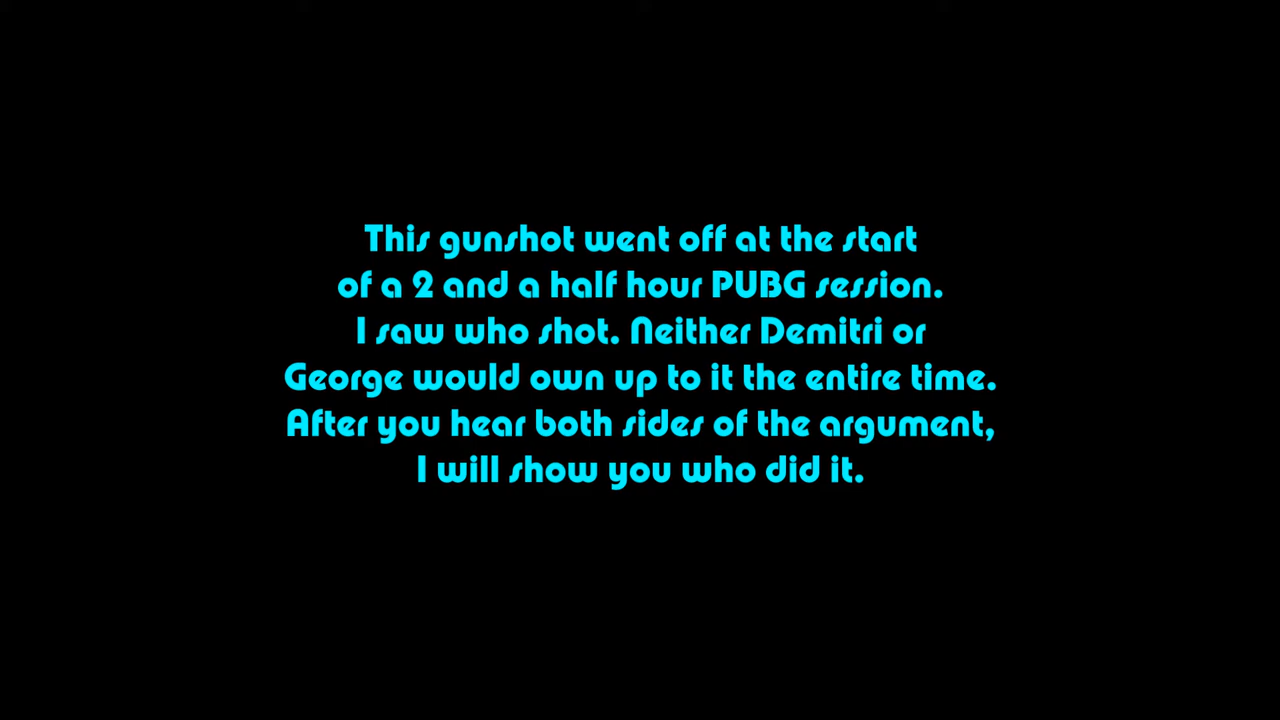 This gunshot went off at the start
of a 2 and a half hour PUBG session.
I saw who shot. Neither Demitri or
George would own up to it the entire time.
After you hear both sides of the argument,
I will show you who did it.